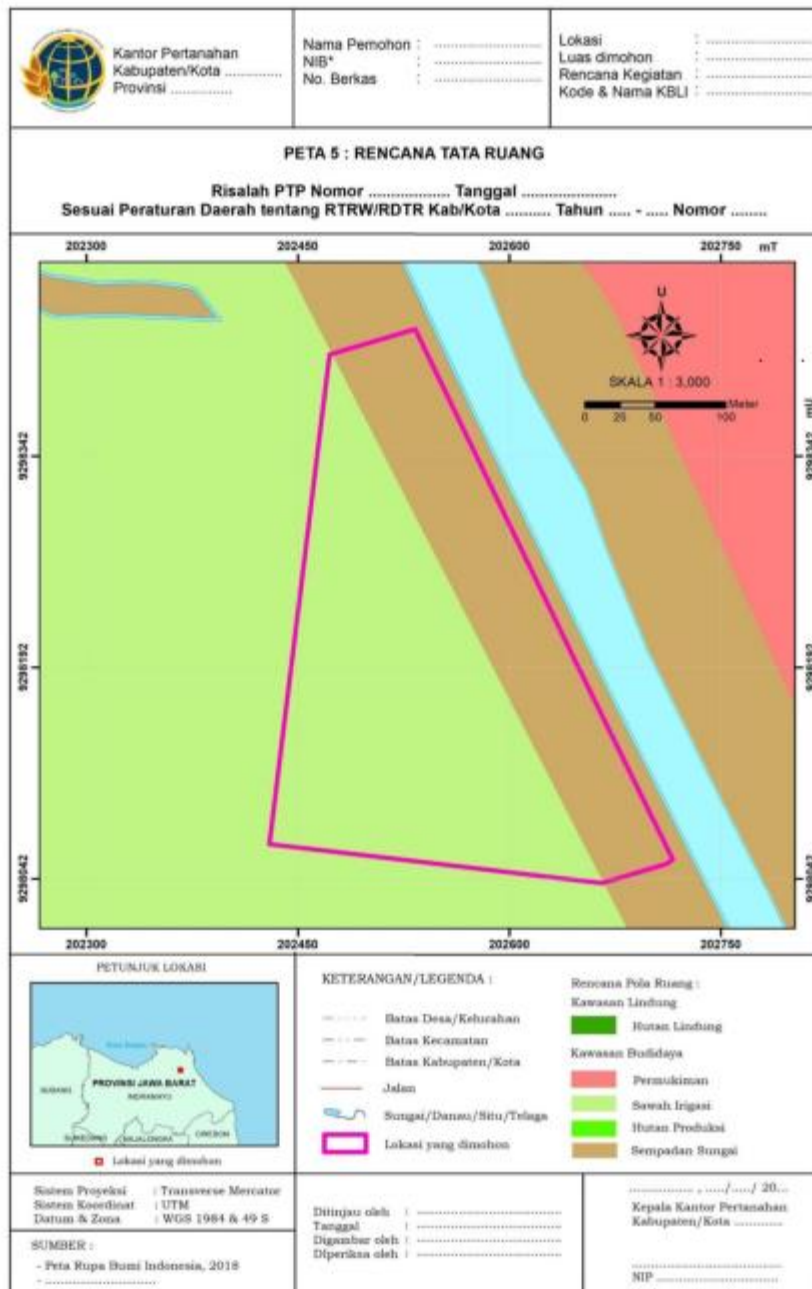 Kantor Pertanahan
Kabupaten/Kota ..............
Provinsi ..............
Nama Pemohon : ..............................
NIB* : ..............................
No. Berkas : ..............................
Lokasi : ..............................
Luas dimohon : ..............................
Rencana Kegiatan : ..............................
Kode & Nama KBLI : ..............................
PETA 5 : RENCANA TATA RUANG
Risalah PTP Nomor .................... Tanggal .......................
Sesuai Peraturan Daerah tentang RTRW/RDTR Kab/Kota .......... Tahun ..... - ..... Nomor ........
202300 202450 202600 202750 mT
U
SKALA 1 : 3,000
Meter
0 25 50 100
mU
9298342 9298342
9298192 9298192
9298042 9298042
202300 202450 202600 202750
PETUNJUK LOKASI
PROVINSI JAWA BARAT
SUBANG
INDRAMAYU
SUMEDANG
MAJALENGKA
CIREBON
Lokasi yang dimohon
KETERANGAN/LEGENDA :
Batas Desa/Kelurahan
Batas Kecamatan
Batas Kabupaten/Kota
Jalan
Sungai/Danau/Situ/Telaga
Lokasi yang dimohon
Rencana Pola Ruang :
Kawasan Lindung
Hutan Lindung
Kawasan Budidaya
Permukiman
Sawah Irigasi
Hutan Produksi
Sempadan Sungai
Sistem Proyeksi : Transverse Mercator
Sistem Koordinat : UTM
Datum & Zona : WGS 1984 & 49 S
SUMBER :
- Peta Rupa Bumi Indonesia, 2018
- ..........................
Ditinjau oleh : ..............................
Tanggal : ..............................
Digambar oleh : ..............................
Diperiksa oleh : ..............................
................ , ...../...../ 20...
Kepala Kantor Pertanahan
Kabupaten/Kota .............
..............................
NIP ..............................